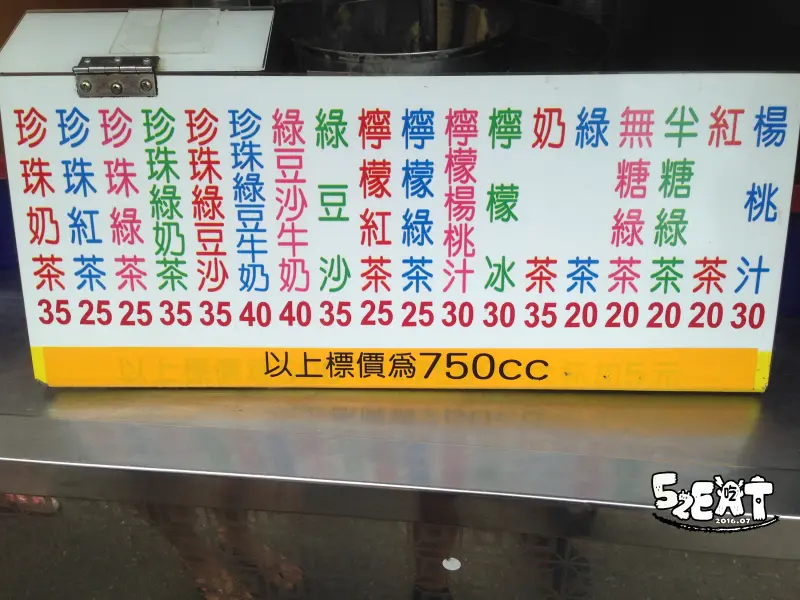 珍珠奶茶 35
珍珠紅茶 25
珍珠綠茶 25
珍珠綠奶茶 35
珍珠綠豆沙 35
珍珠綠豆牛奶 40
綠豆沙牛奶 40
綠豆沙 35
檸檬紅茶 25
檸檬綠茶 25
檸檬楊桃汁 30
檸檬冰 30
奶茶 35
綠茶 20
無糖綠茶 20
半糖綠茶 20
紅茶 20
楊桃汁 30
以上標價為750cc
52EAT
吃
2016.07